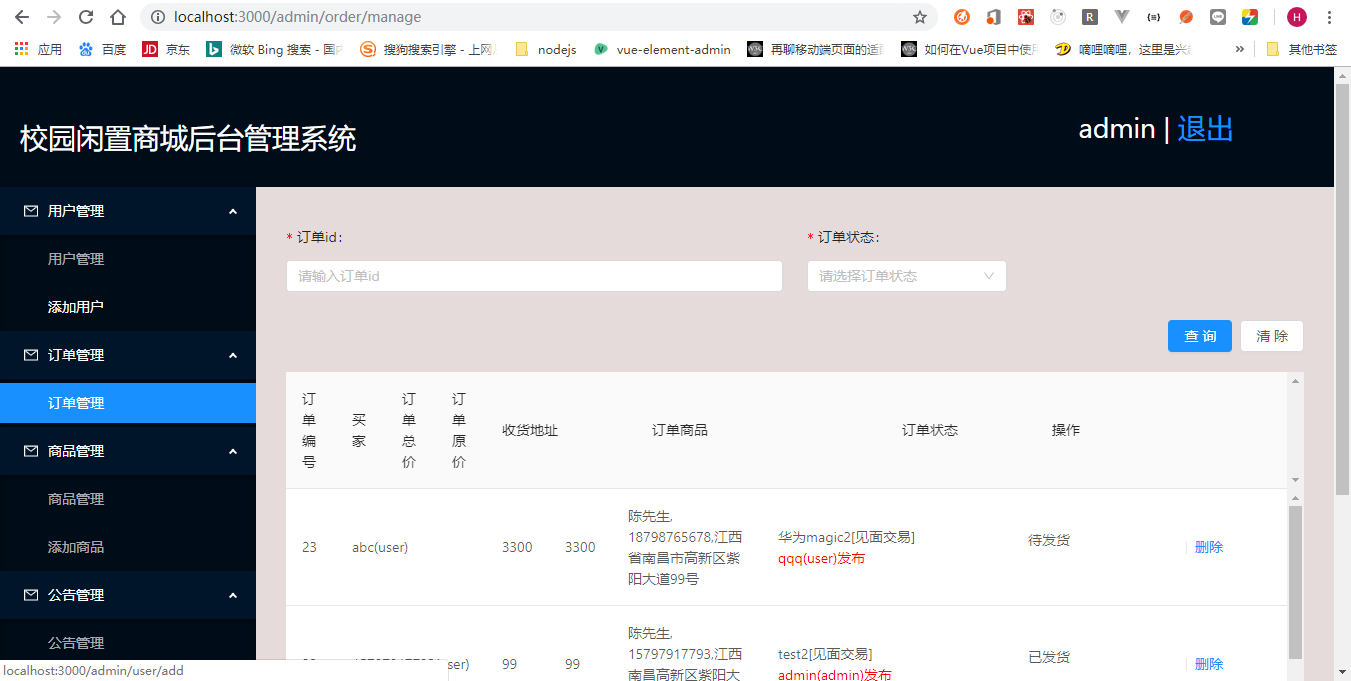 localhost:3000/admin/order/manage
应用 百度 京东 微软 Bing 搜索 - 国内 搜狗搜索引擎 - 上网 nodejs vue-element-admin 再聊移动端页面的适配 如何在Vue项目中使用 嘀哩嘀哩,这里是兴 » 其他书签
校园闲置商城后台管理系统
admin | 退出
用户管理
用户管理
添加用户
订单管理
订单管理
商品管理
商品管理
添加商品
公告管理
公告管理
localhost:3000/admin/user/add
* 订单id:
请输入订单id
* 订单状态:
请选择订单状态
查 询 清 除
订单编号 买家 订单总价 订单原价 收货地址 订单商品 订单状态 操作
23 abc(user) 3300 3300
陈先生,
18798765678,江西
省南昌市高新区紫
阳大道99号
华为magic2[见面交易]
qqq(user)发布
待发货
删除
99 99
陈先生,
15797917793,江西
南昌高新区紫阳大
test2[见面交易]
admin(admin)发布
已发货
删除